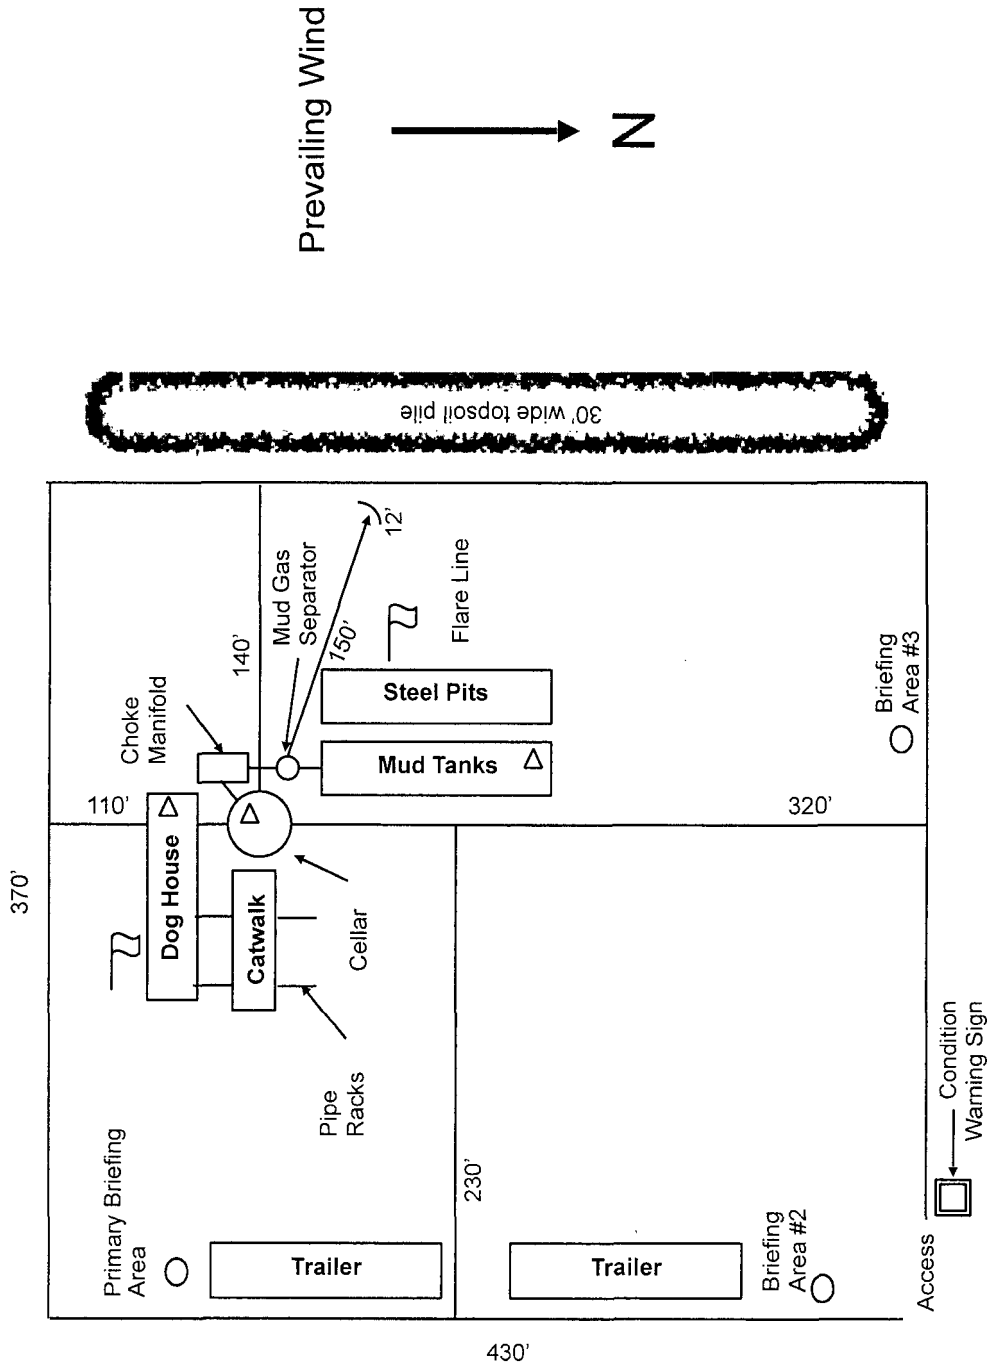 Prevailing Wind
N
30' wide topsoil pile
140'
Mud Gas
Separator
12'
150'
Flare Line
Choke
Manifold
Steel Pits
Mud Tanks
Briefing
Area #3
110'
320'
370'
Dog House
Catwalk
Cellar
Pipe
Racks
Condition
Warning Sign
Primary Briefing
Area
230'
Trailer
Trailer
Briefing
Area #2
Access
430'